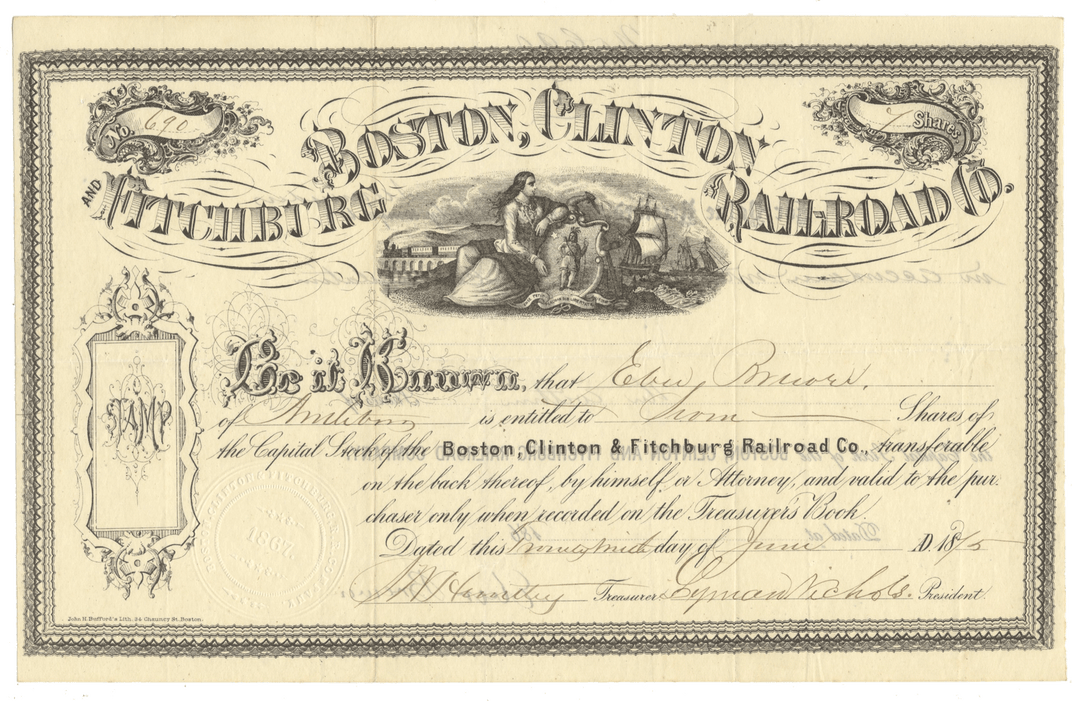 No. 690
Shares
BOSTON, CLINTON
AND FITCHBURG RAILROAD CO.
Be it Known, that Eben
of is entitled to Shares of
STAMP
the Capital Stock of the Boston, Clinton & Fitchburg Railroad Co., transferable
on the back thereof, by himself or Attorney, and valid to the pur-
chaser only when recorded on the Treasurer's Book
1867
Dated this day of June A.D. 1875
Treasurer Lyman Nichols. President.
John H. Bufford's Lith. 34 Chauncy St. Boston.